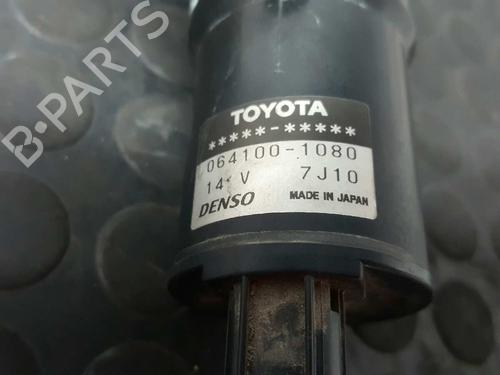 B-PARTS
TOYOTA
*****-*****
064100-1080
14 V 7J10
DENSO MADE IN JAPAN